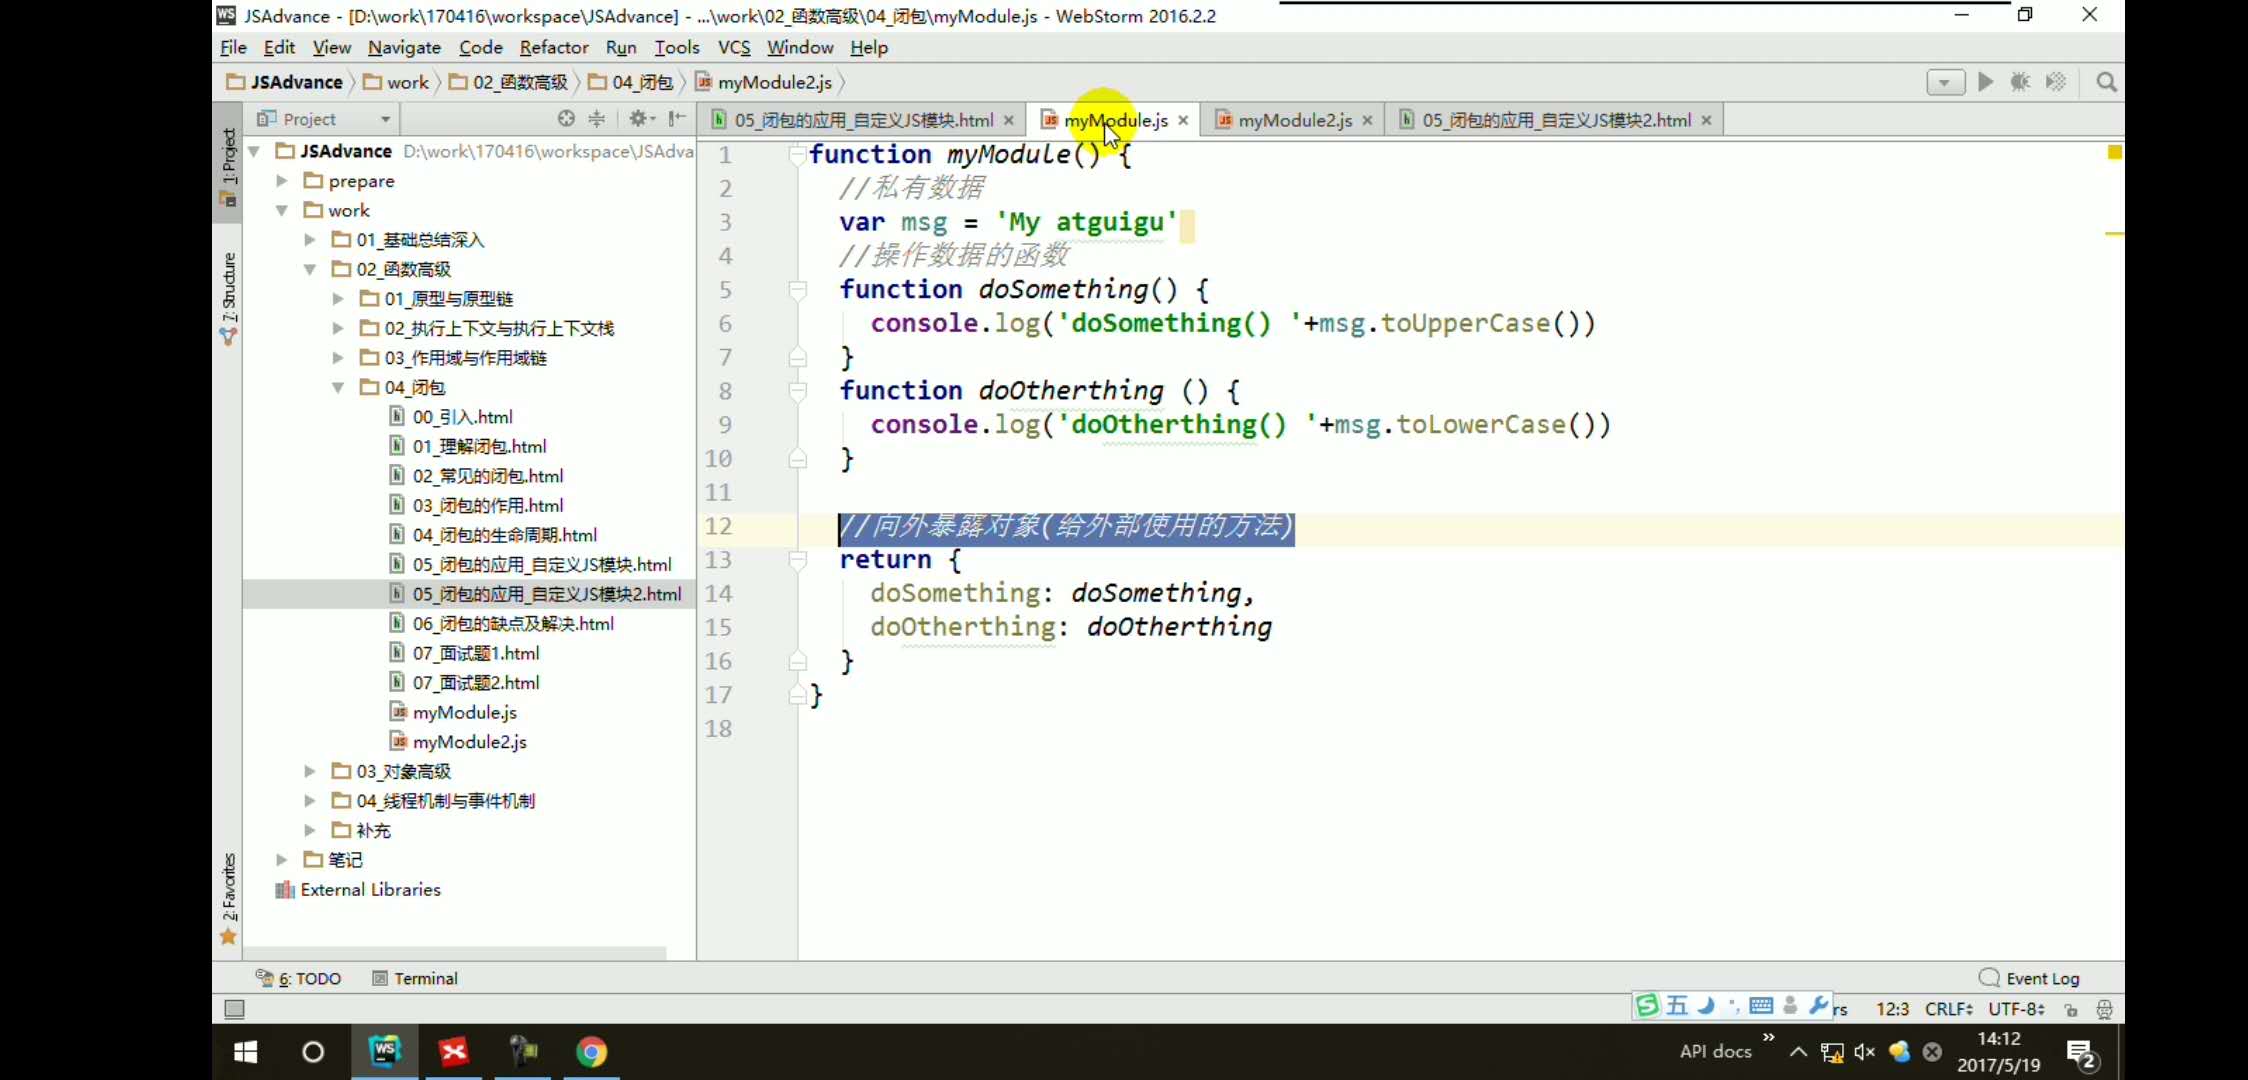 JSAdvance - [D:\work\170416\workspace\JSAdvance] - ...\work\02_函数高级\04_闭包\myModule.js - WebStorm 2016.2.2
File Edit View Navigate Code Refactor Run Tools VCS Window Help
JSAdvance work 02_函数高级 04_闭包 myModule2.js
Project
05_闭包的应用_自定义JS模块.html myModule.js myModule2.js 05_闭包的应用_自定义JS模块2.html
1: Project
7: Structure
2: Favorites
JSAdvance D:\work\170416\workspace\JSAdva
prepare
work
01_基础总结深入
02_函数高级
01_原型与原型链
02_执行上下文与执行上下文栈
03_作用域与作用域链
04_闭包
00_引入.html
01_理解闭包.html
02_常见的闭包.html
03_闭包的作用.html
04_闭包的生命周期.html
05_闭包的应用_自定义JS模块.html
05_闭包的应用_自定义JS模块2.html
06_闭包的缺点及解决.html
07_面试题1.html
07_面试题2.html
myModule.js
myModule2.js
03_对象高级
04_线程机制与事件机制
补充
笔记
External Libraries
1 function myModule() {
2 //私有数据
3 var msg = 'My atguigu'
4 //操作数据的函数
5 function doSomething() {
6 console.log('doSomething() '+msg.toUpperCase())
7 }
8 function doOtherthing () {
9 console.log('doOtherthing() '+msg.toLowerCase())
10 }
11
12 //向外暴露对象(给外部使用的方法)
13 return {
14 doSomething: doSomething,
15 doOtherthing: doOtherthing
16 }
17 }
18
6: TODO Terminal Event Log
五 rs 12:3 CRLF UTF-8
API docs 14:12
2017/5/19 2